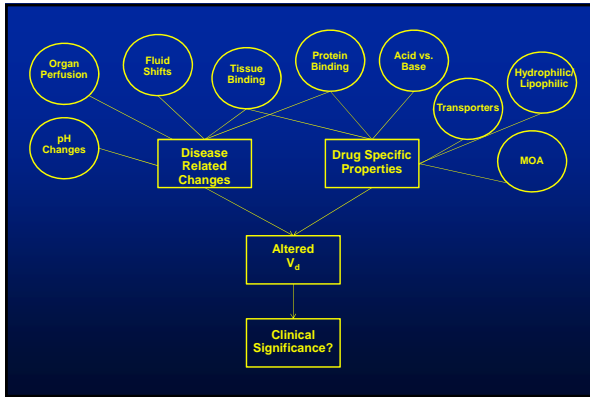 Organ
Perfusion
Fluid
Shifts
Tissue
Binding
Protein
Binding
Acid vs.
Base
Hydrophilic/
Lipophilic
Transporters
pH
Changes
MOA
Disease
Related
Changes
Drug Specific
Properties
Altered
Vd
Clinical
Significance?